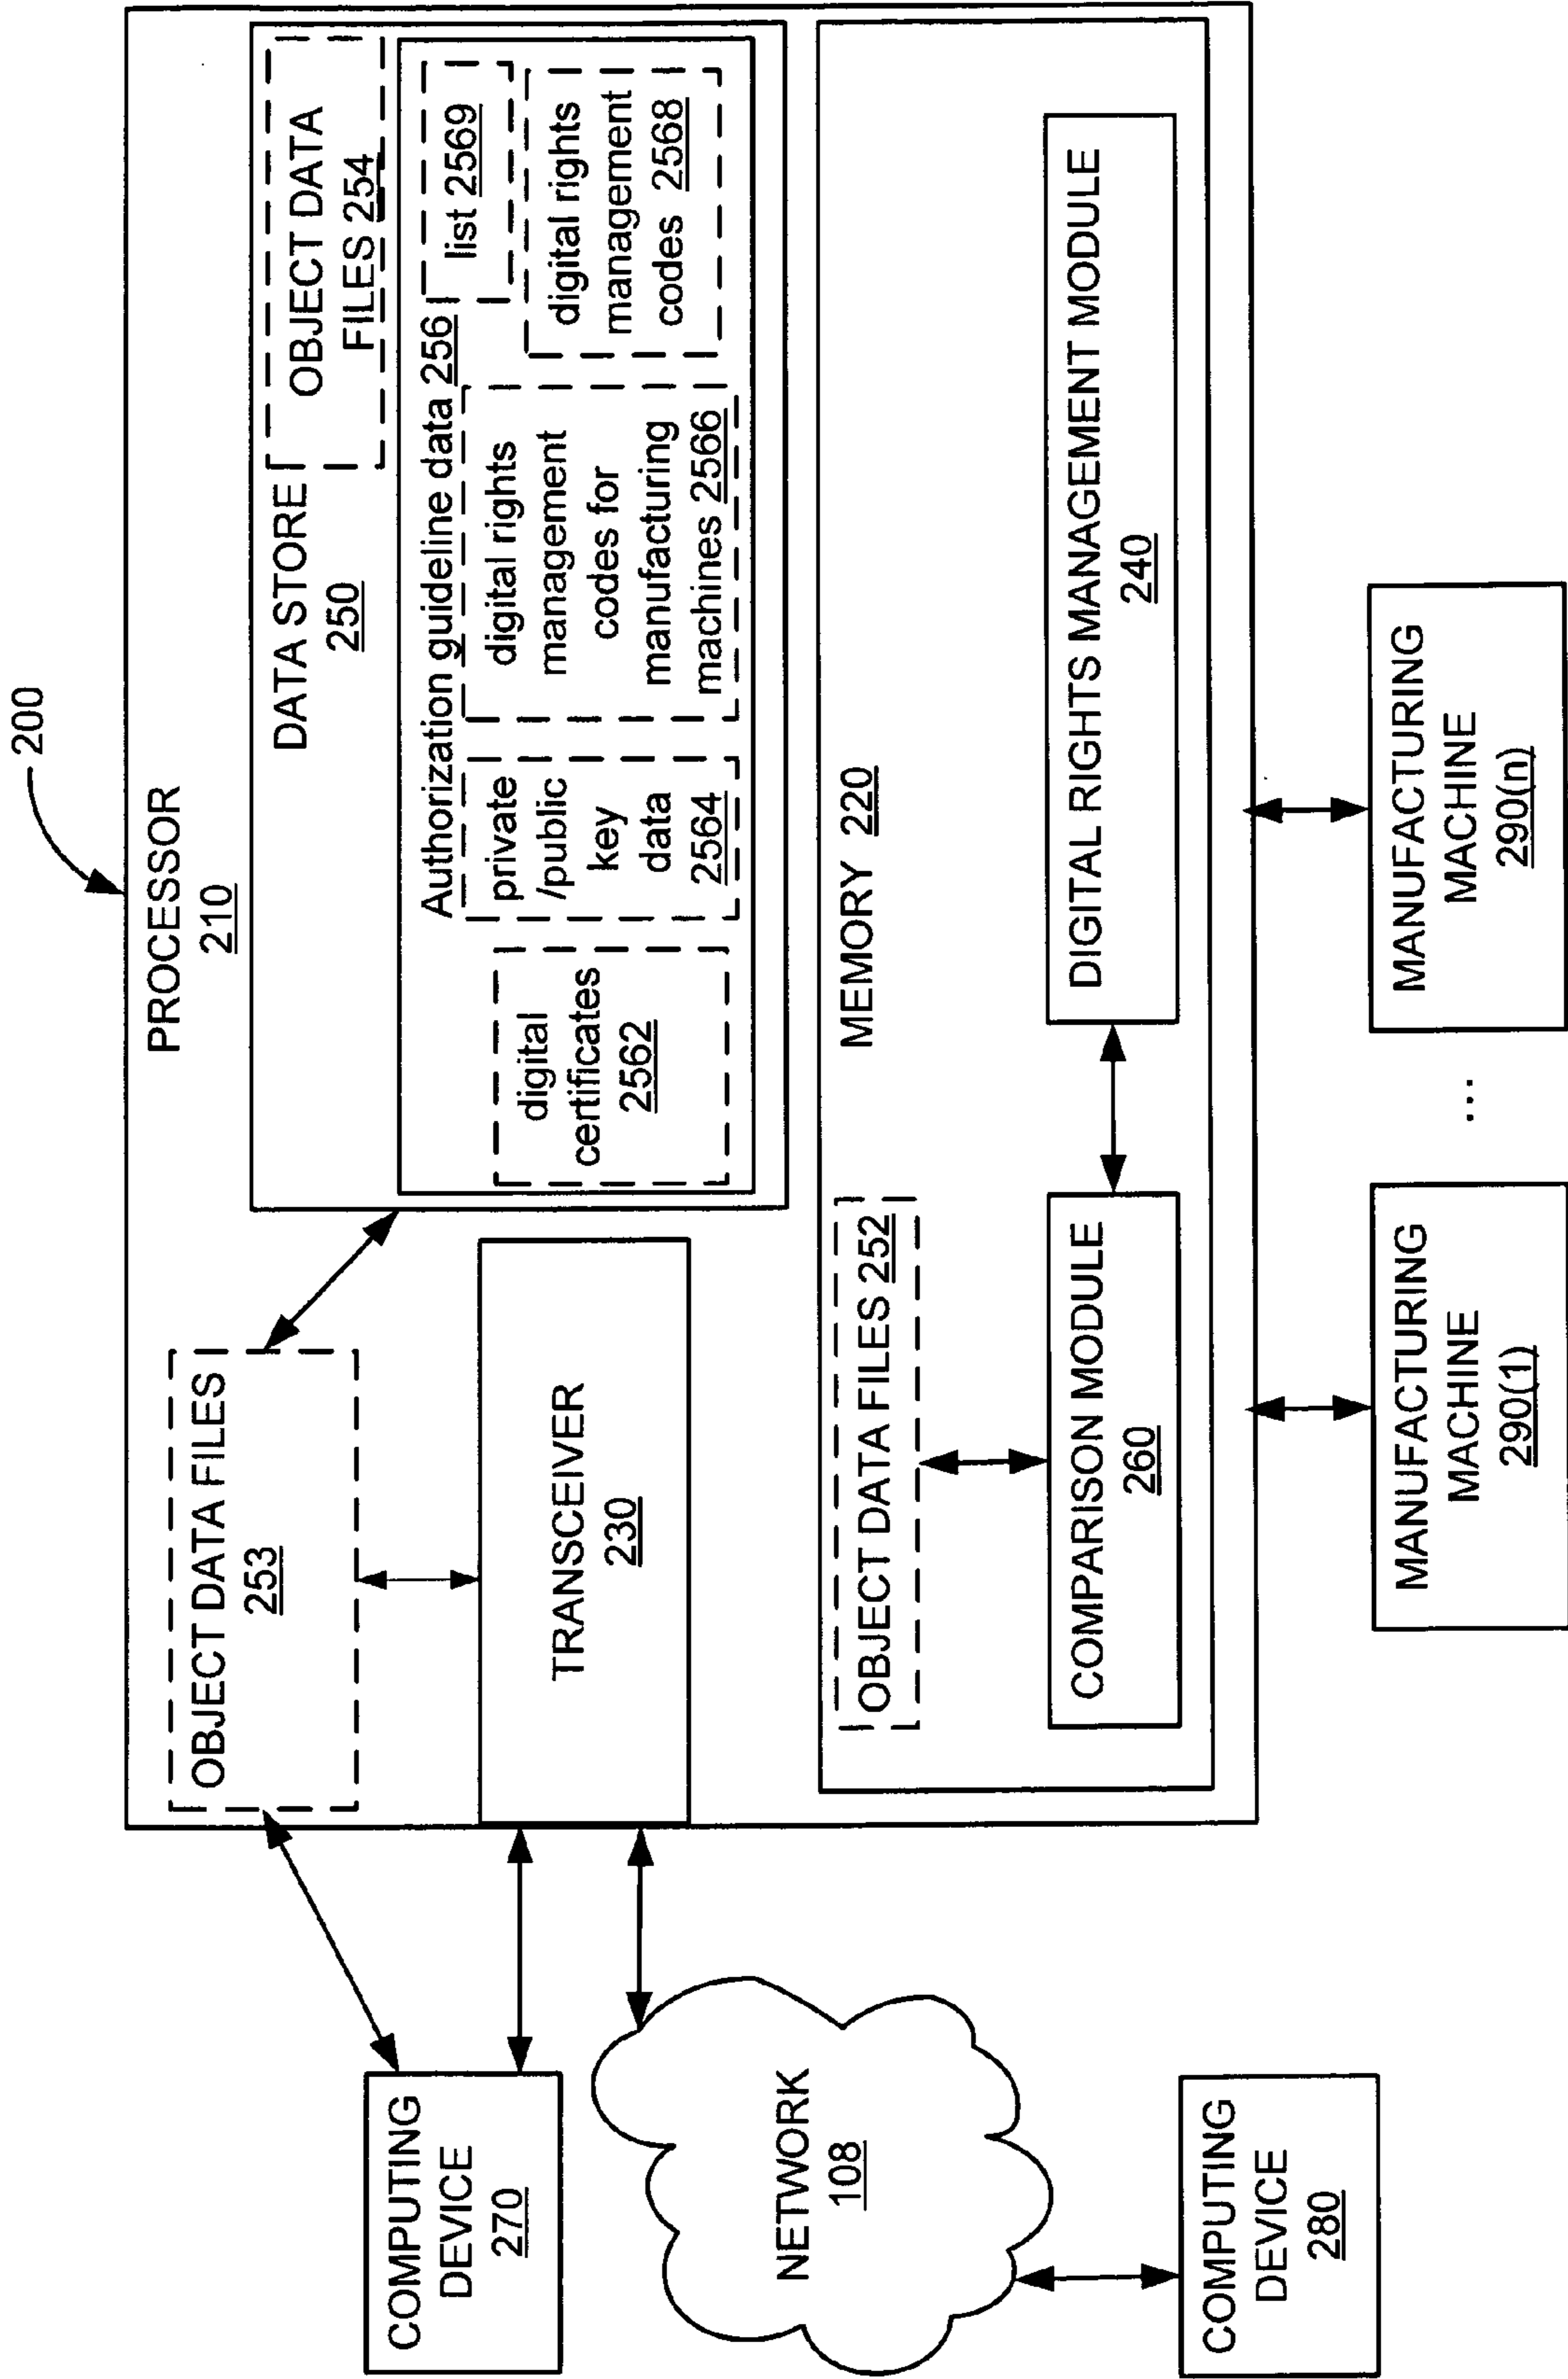 200
PROCESSOR
210
DATA STORE
250
OBJECT DATA
FILES 254
Authorization guideline data 256
list 2569
digital
certificates
2562
private
/public
key
data
2564
digital rights
management
codes for
manufacturing
machines 2566
digital rights
management
codes 2568
OBJECT DATA FILES
253
TRANSCEIVER
230
MEMORY 220
OBJECT DATA FILES 252
COMPARISON MODULE
260
DIGITAL RIGHTS MANAGEMENT MODULE
240
COMPUTING
DEVICE
270
NETWORK
108
COMPUTING
DEVICE
280
MANUFACTURING
MACHINE
290(1)
...
MANUFACTURING
MACHINE
290(n)